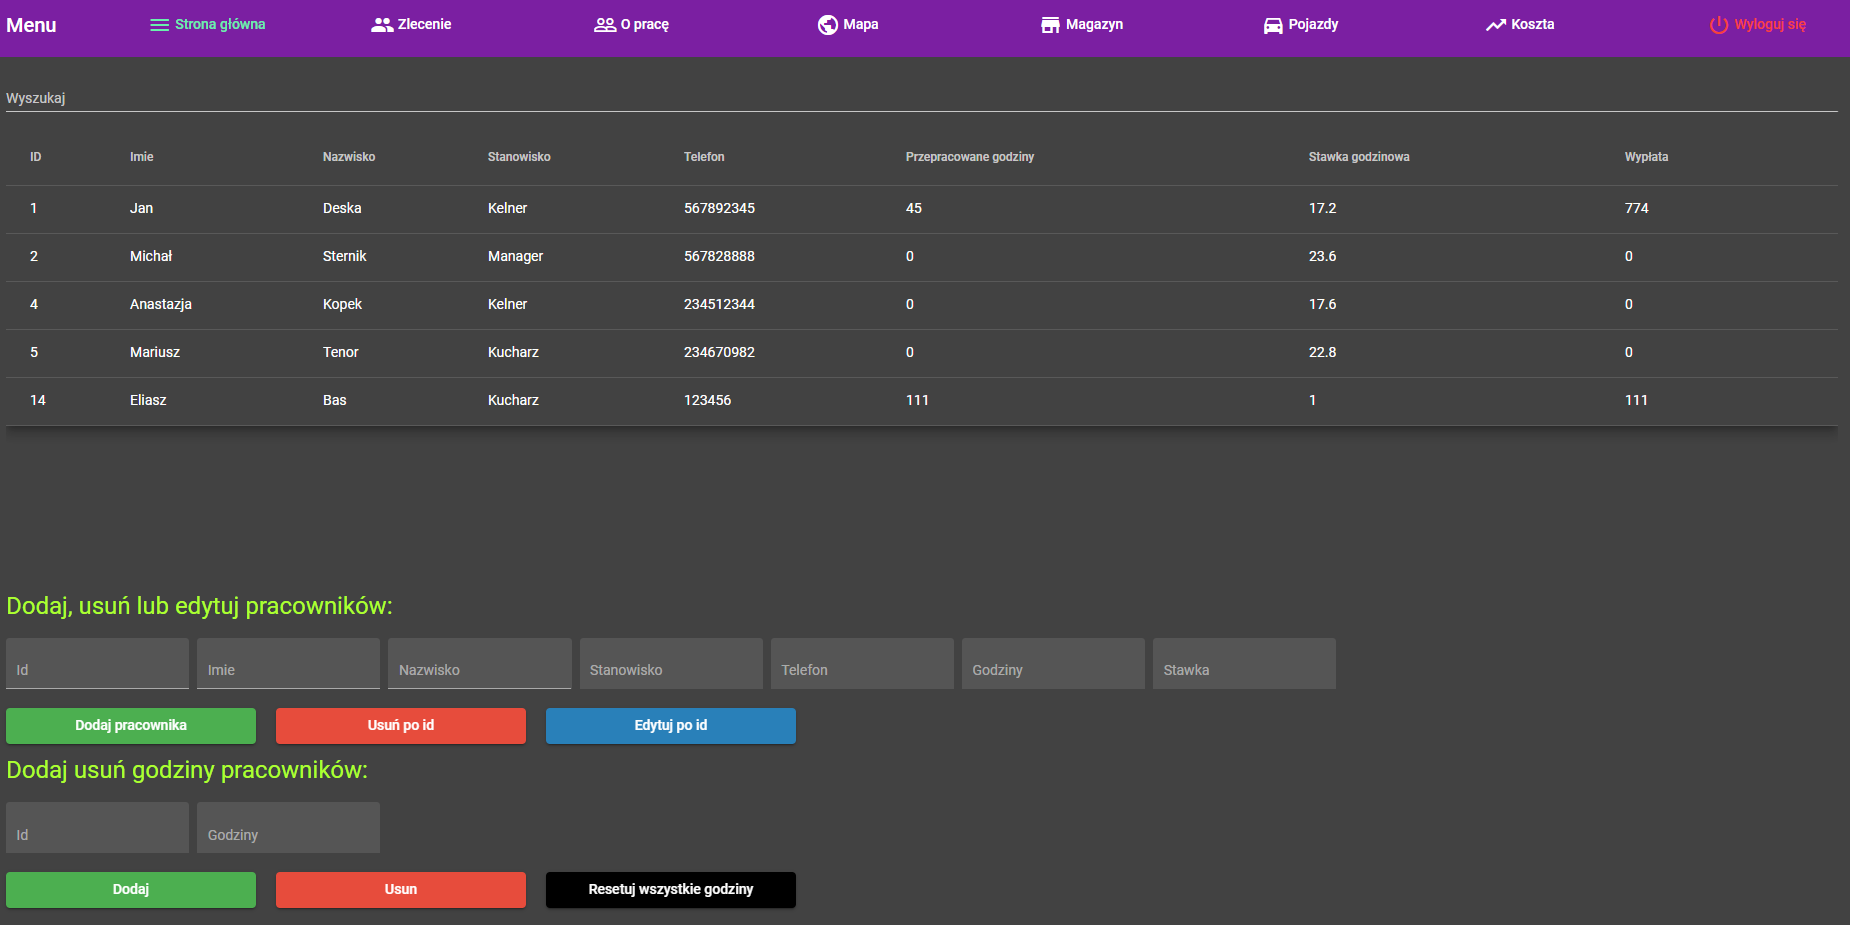 Menu Strona główna Zlecenie O pracę Mapa Magazyn Pojazdy Koszta Wyloguj się
Wyszukaj
ID Imie Nazwisko Stanowisko Telefon Przepracowane godziny Stawka godzinowa Wypłata
1 Jan Deska Kelner 567892345 45 17.2 774
2 Michał Sternik Manager 567828888 0 23.6 0
4 Anastazja Kopek Kelner 234512344 0 17.6 0
5 Mariusz Tenor Kucharz 234670982 0 22.8 0
14 Eliasz Bas Kucharz 123456 111 1 111
Dodaj, usuń lub edytuj pracowników:
Id Imie Nazwisko Stanowisko Telefon Godziny Stawka
Dodaj pracownika Usuń po id Edytuj po id
Dodaj usuń godziny pracowników:
Id Godziny
Dodaj Usun Resetuj wszystkie godziny